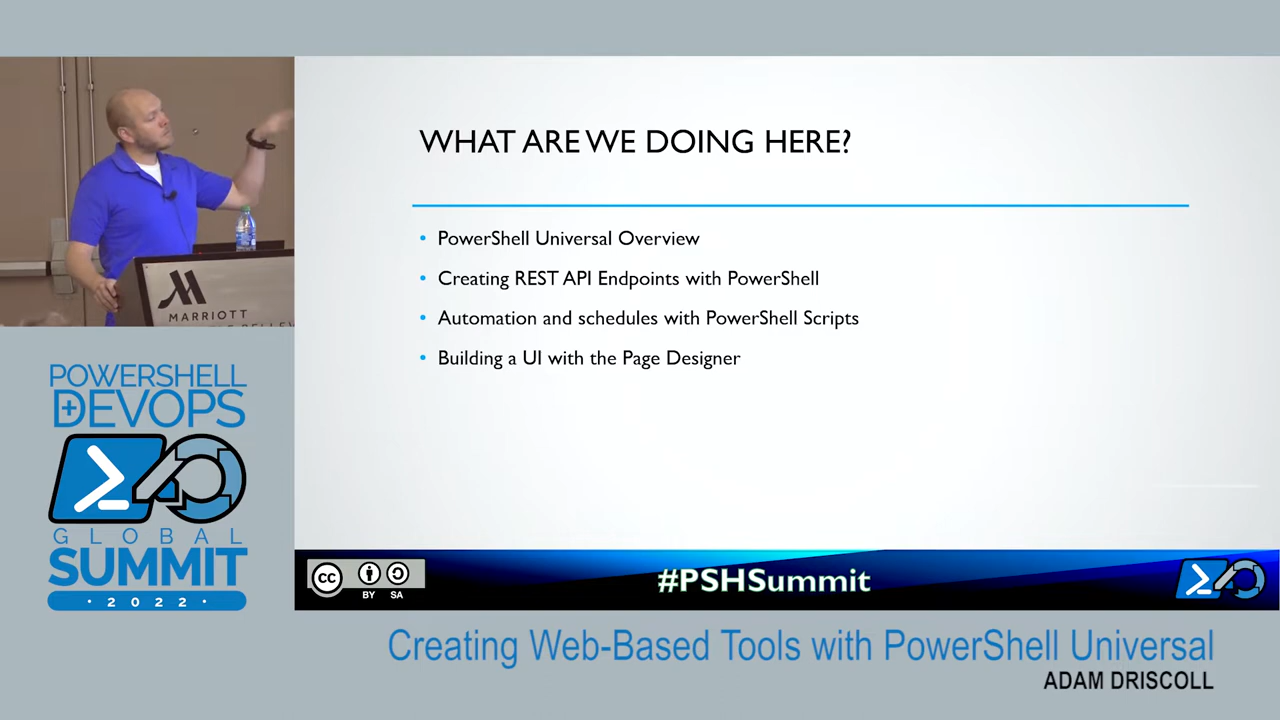 WHAT ARE WE DOING HERE?
• PowerShell Universal Overview
• Creating REST API Endpoints with PowerShell
• Automation and schedules with PowerShell Scripts
• Building a UI with the Page Designer
MARRIOTT
POWERSHELL
DEVOPS
GLOBAL
SUMMIT
· 2022 ·
cc
BY SA
#PSHSummit
Creating Web-Based Tools with PowerShell Universal
ADAM DRISCOLL